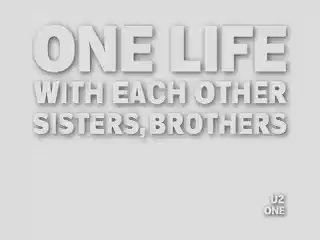 ONE LIFE
WITH EACH OTHER
SISTERS, BROTHERS
U2
ONE